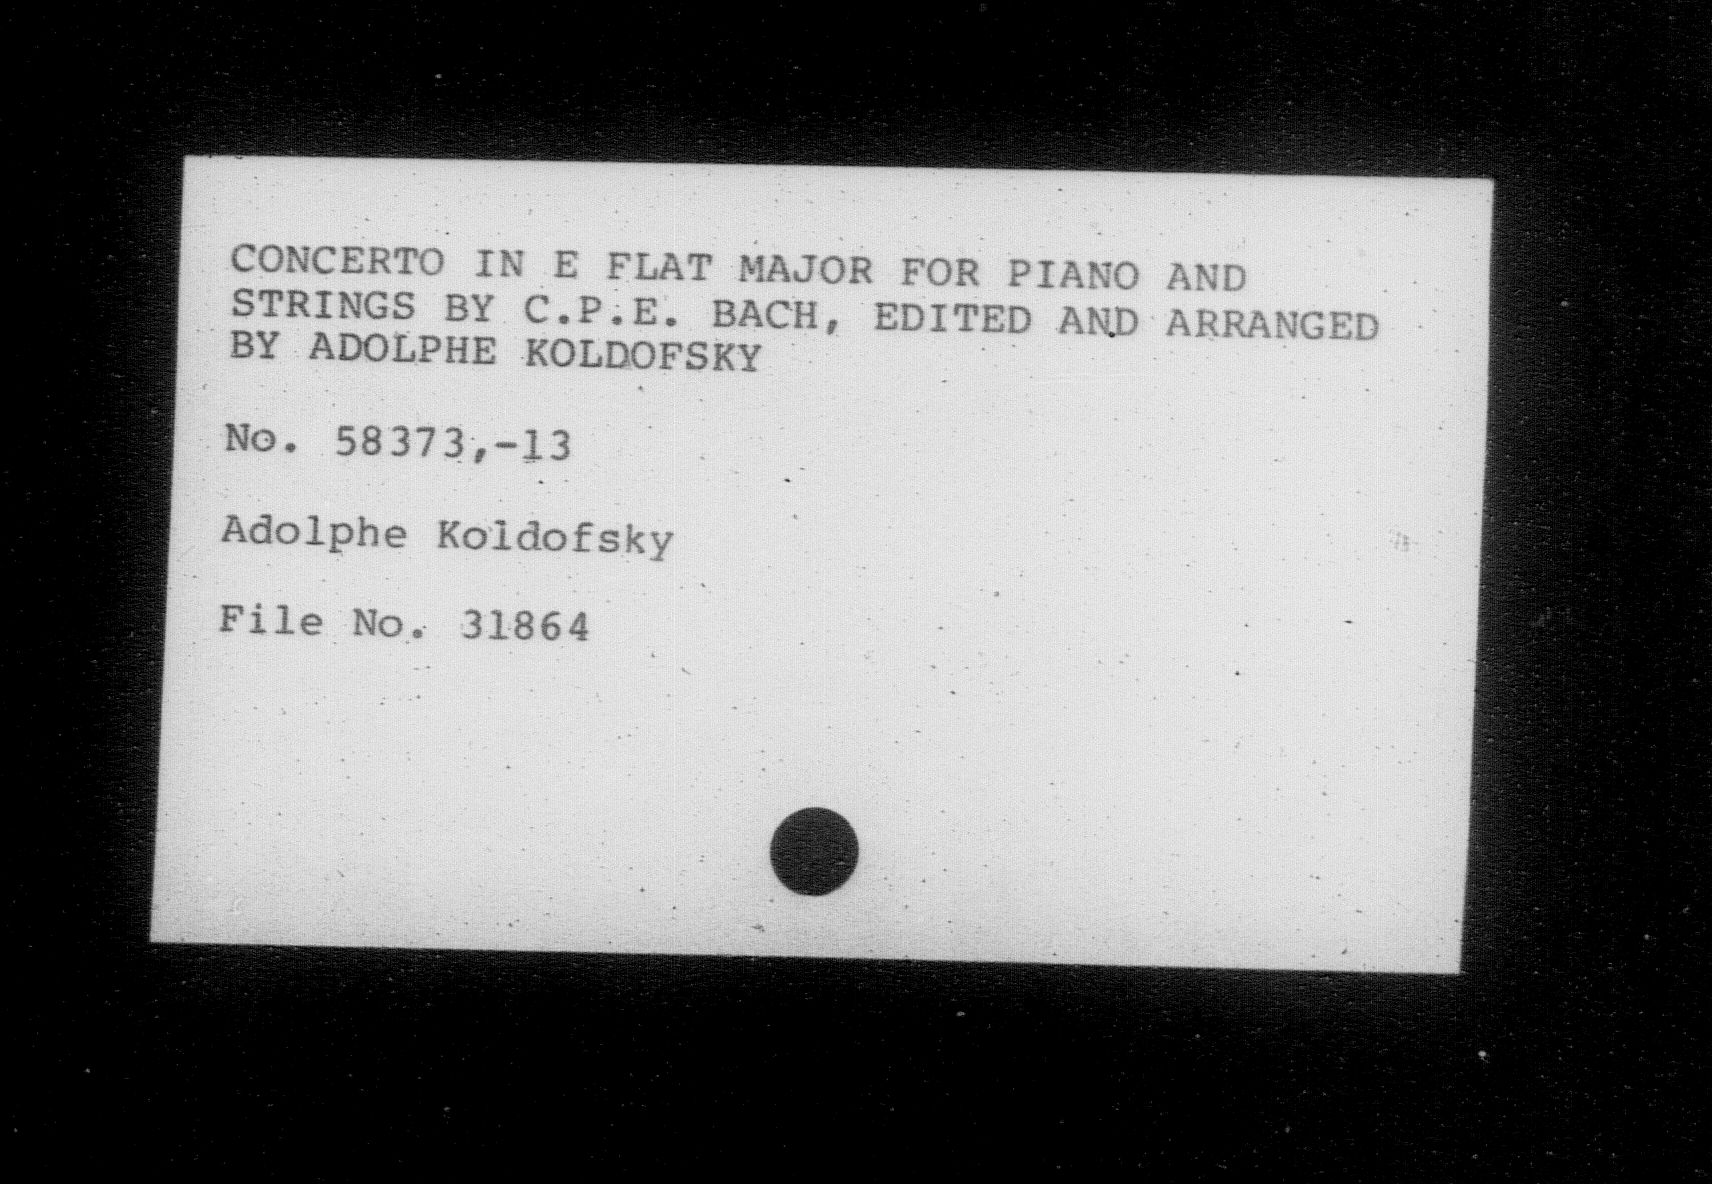 CONCERTO IN E FLAT MAJOR FOR PIANO AND
STRINGS BY C.P.E. BACH, EDITED AND ARRANGED
BY ADOLPHE KOLDOFSKY
No. 58373,-13
Adolphe Koldofsky
File No. 31864